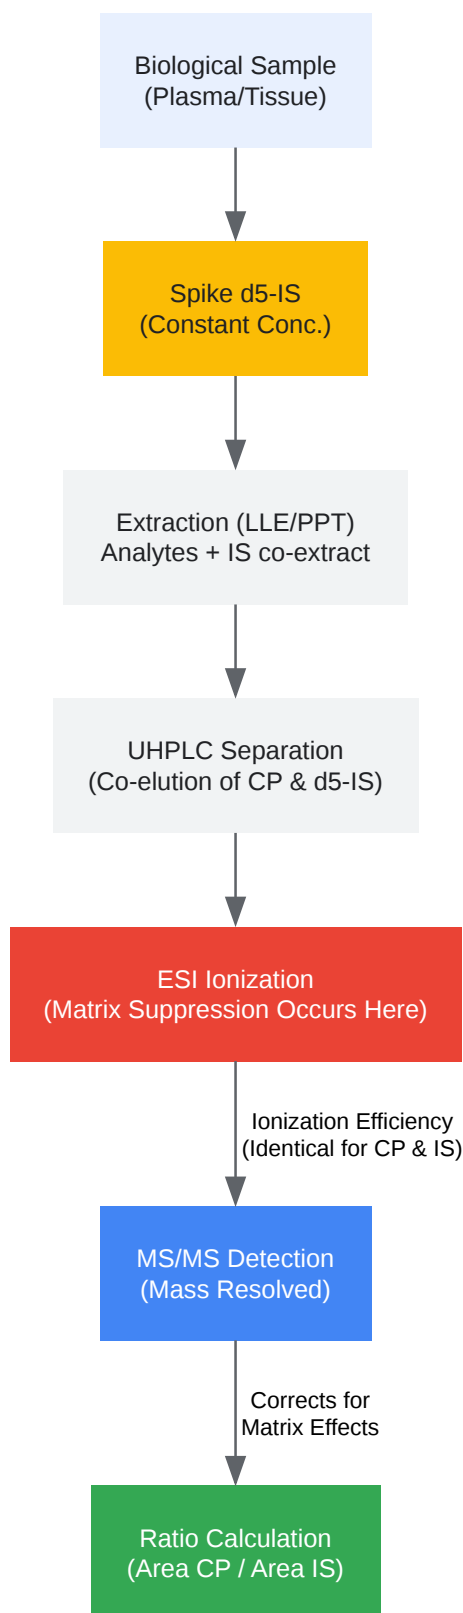 Biological Sample
(Plasma/Tissue)
Spike d5-IS
(Constant Conc.)
Extraction (LLE/PPT)
Analytes + IS co-extract
UHPLC Separation
(Co-elution of CP & d5-IS)
ESI Ionization
(Matrix Suppression Occurs Here)
Ionization Efficiency
(Identical for CP & IS)
MS/MS Detection
(Mass Resolved)
Corrects for
Matrix Effects
Ratio Calculation
(Area CP / Area IS)